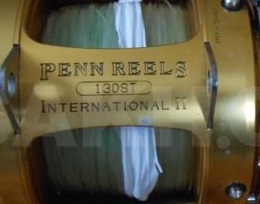 PENN REELS
130ST
INTERNATIONAL II